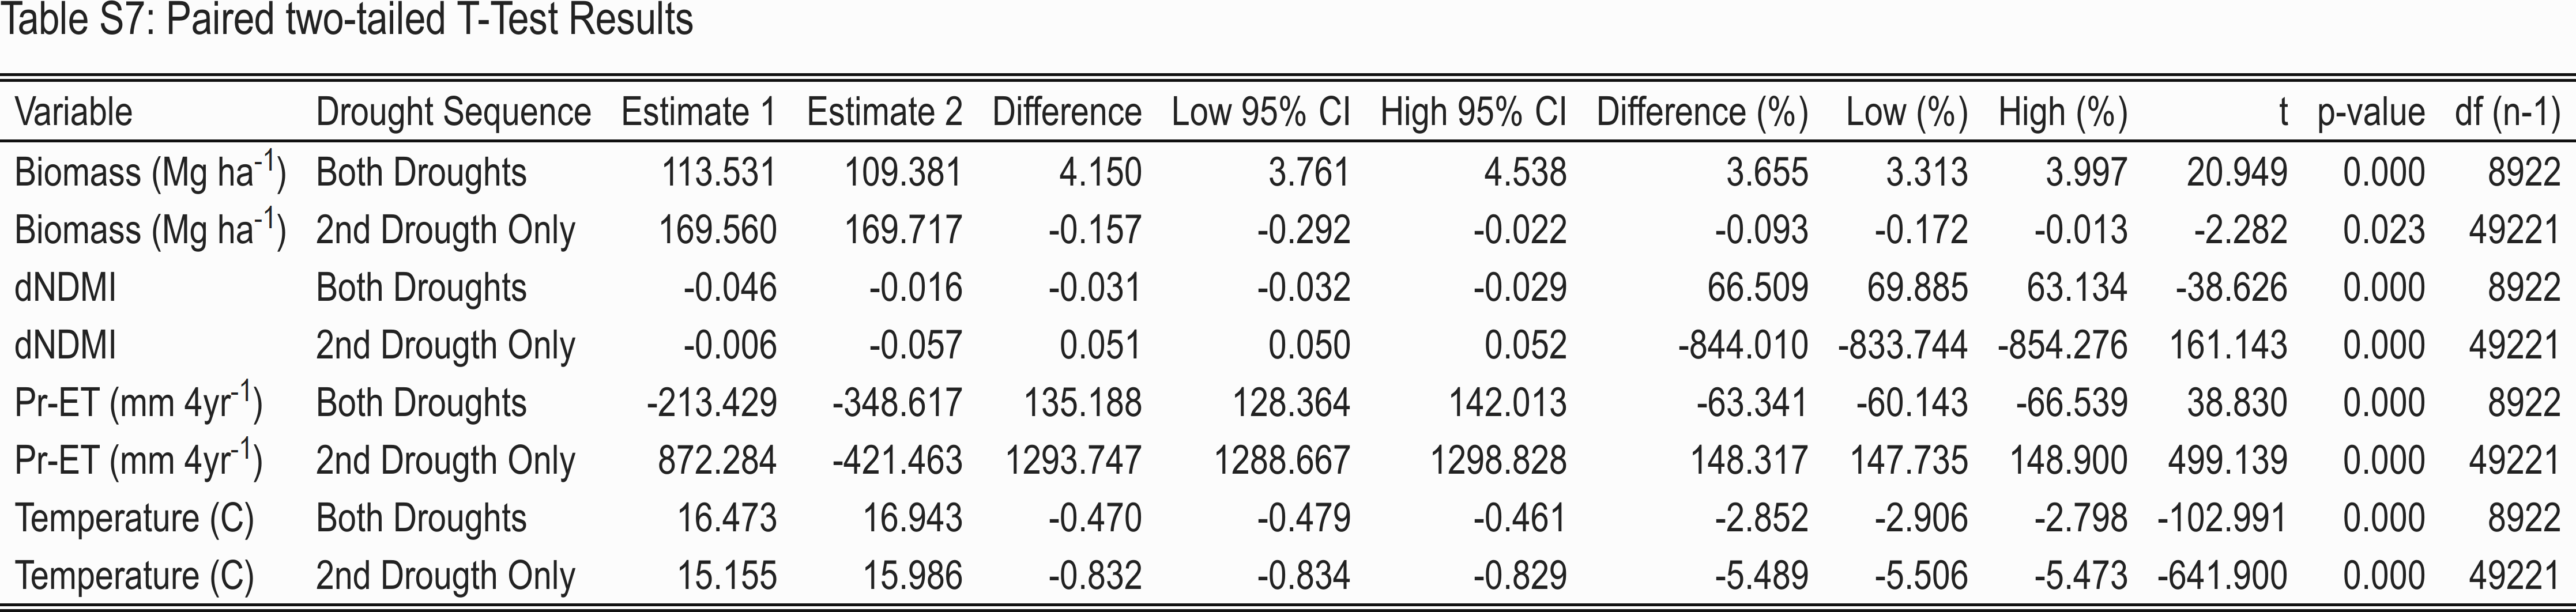 Table S7: Paired two-tailed T-Test Results
Variable Drought Sequence Estimate 1 Estimate 2 Difference Low 95% CI High 95% CI Difference (%) Low (%) High (%) t p-value df (n-1)
Biomass (Mg ha⁻¹) Both Droughts 113.531 109.381 4.150 3.761 4.538 3.655 3.313 3.997 20.949 0.000 8922
Biomass (Mg ha⁻¹) 2nd Drougth Only 169.560 169.717 -0.157 -0.292 -0.022 -0.093 -0.172 -0.013 -2.282 0.023 49221
dNDMI Both Droughts -0.046 -0.016 -0.031 -0.032 -0.029 66.509 69.885 63.134 -38.626 0.000 8922
dNDMI 2nd Drougth Only -0.006 -0.057 0.051 0.050 0.052 -844.010 -833.744 -854.276 161.143 0.000 49221
Pr-ET (mm 4yr⁻¹) Both Droughts -213.429 -348.617 135.188 128.364 142.013 -63.341 -60.143 -66.539 38.830 0.000 8922
Pr-ET (mm 4yr⁻¹) 2nd Drougth Only 872.284 -421.463 1293.747 1288.667 1298.828 148.317 147.735 148.900 499.139 0.000 49221
Temperature (C) Both Droughts 16.473 16.943 -0.470 -0.479 -0.461 -2.852 -2.906 -2.798 -102.991 0.000 8922
Temperature (C) 2nd Drougth Only 15.155 15.986 -0.832 -0.834 -0.829 -5.489 -5.506 -5.473 -641.900 0.000 49221